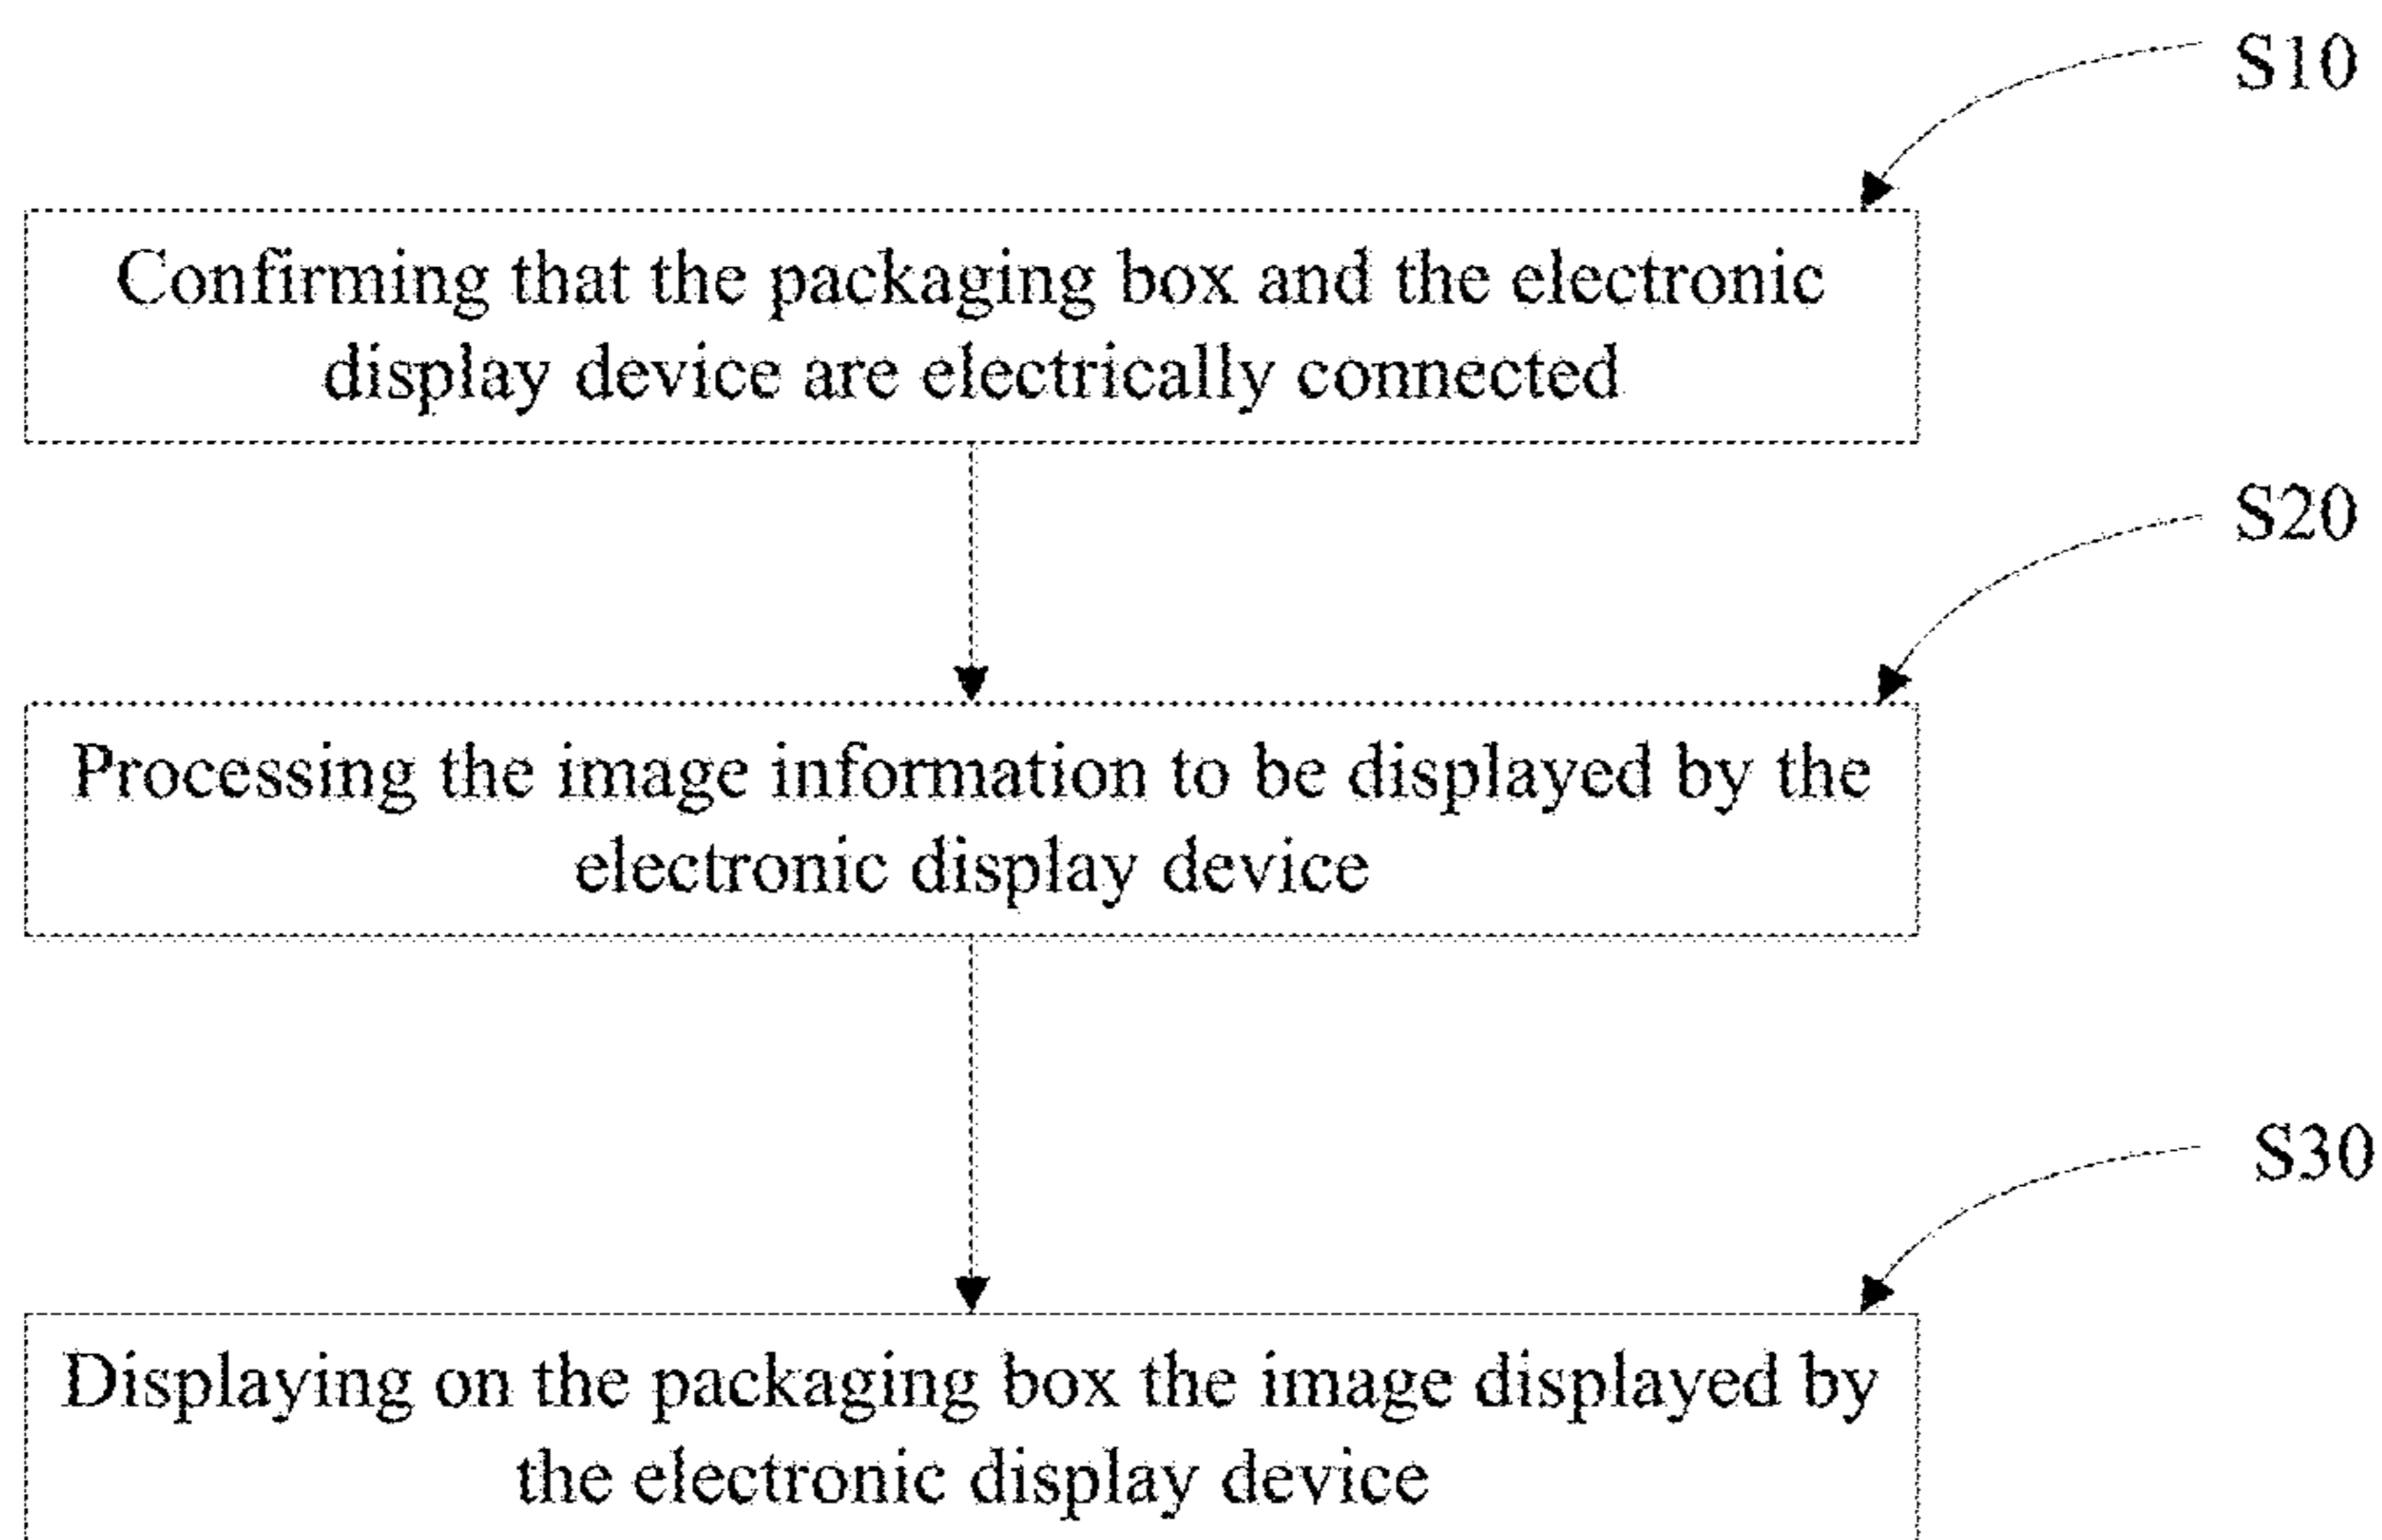 S10
Confirming that the packaging box and the electronic
display device are electrically connected
S20
Processing the image information to be displayed by the
electronic display device
S30
Displaying on the packaging box the image displayed by
the electronic display device